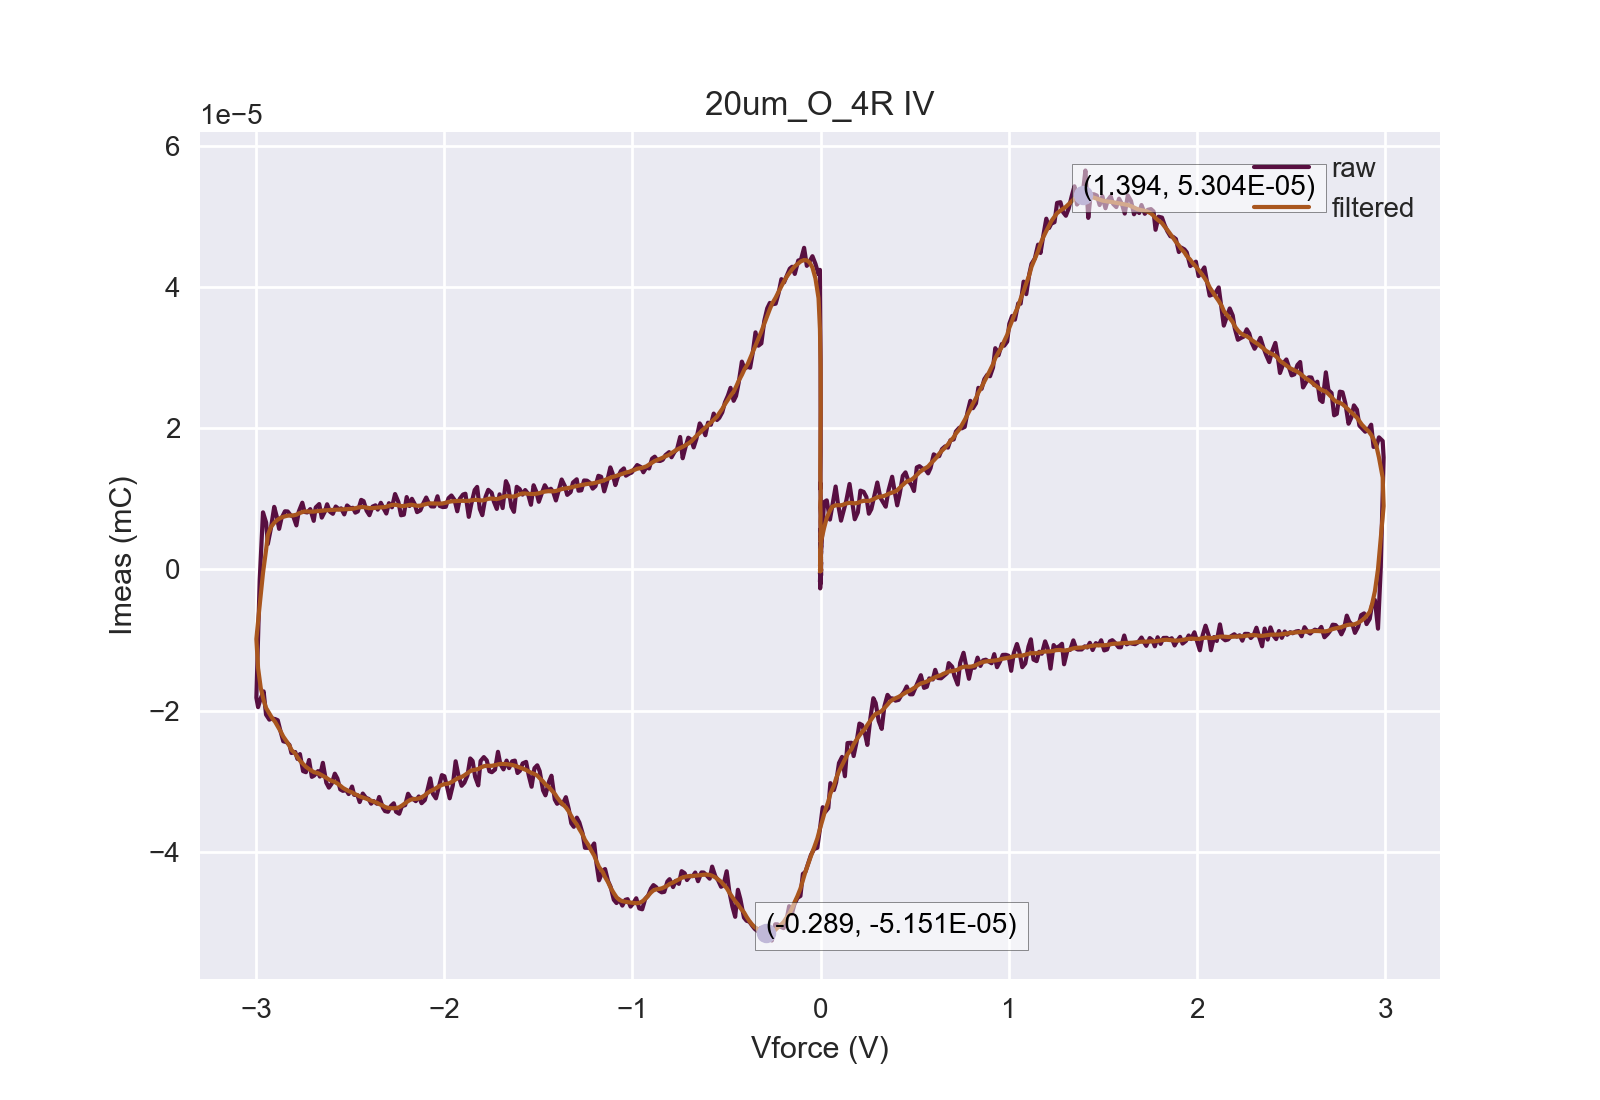 20um_O_4R IV
1e−5
6
4
2
0
−2
−4
Imeas (mC)
(1.394, 5.304E-05)
raw
filtered
(-0.289, -5.151E-05)
−3
−2
−1
0
1
2
3
Vforce (V)